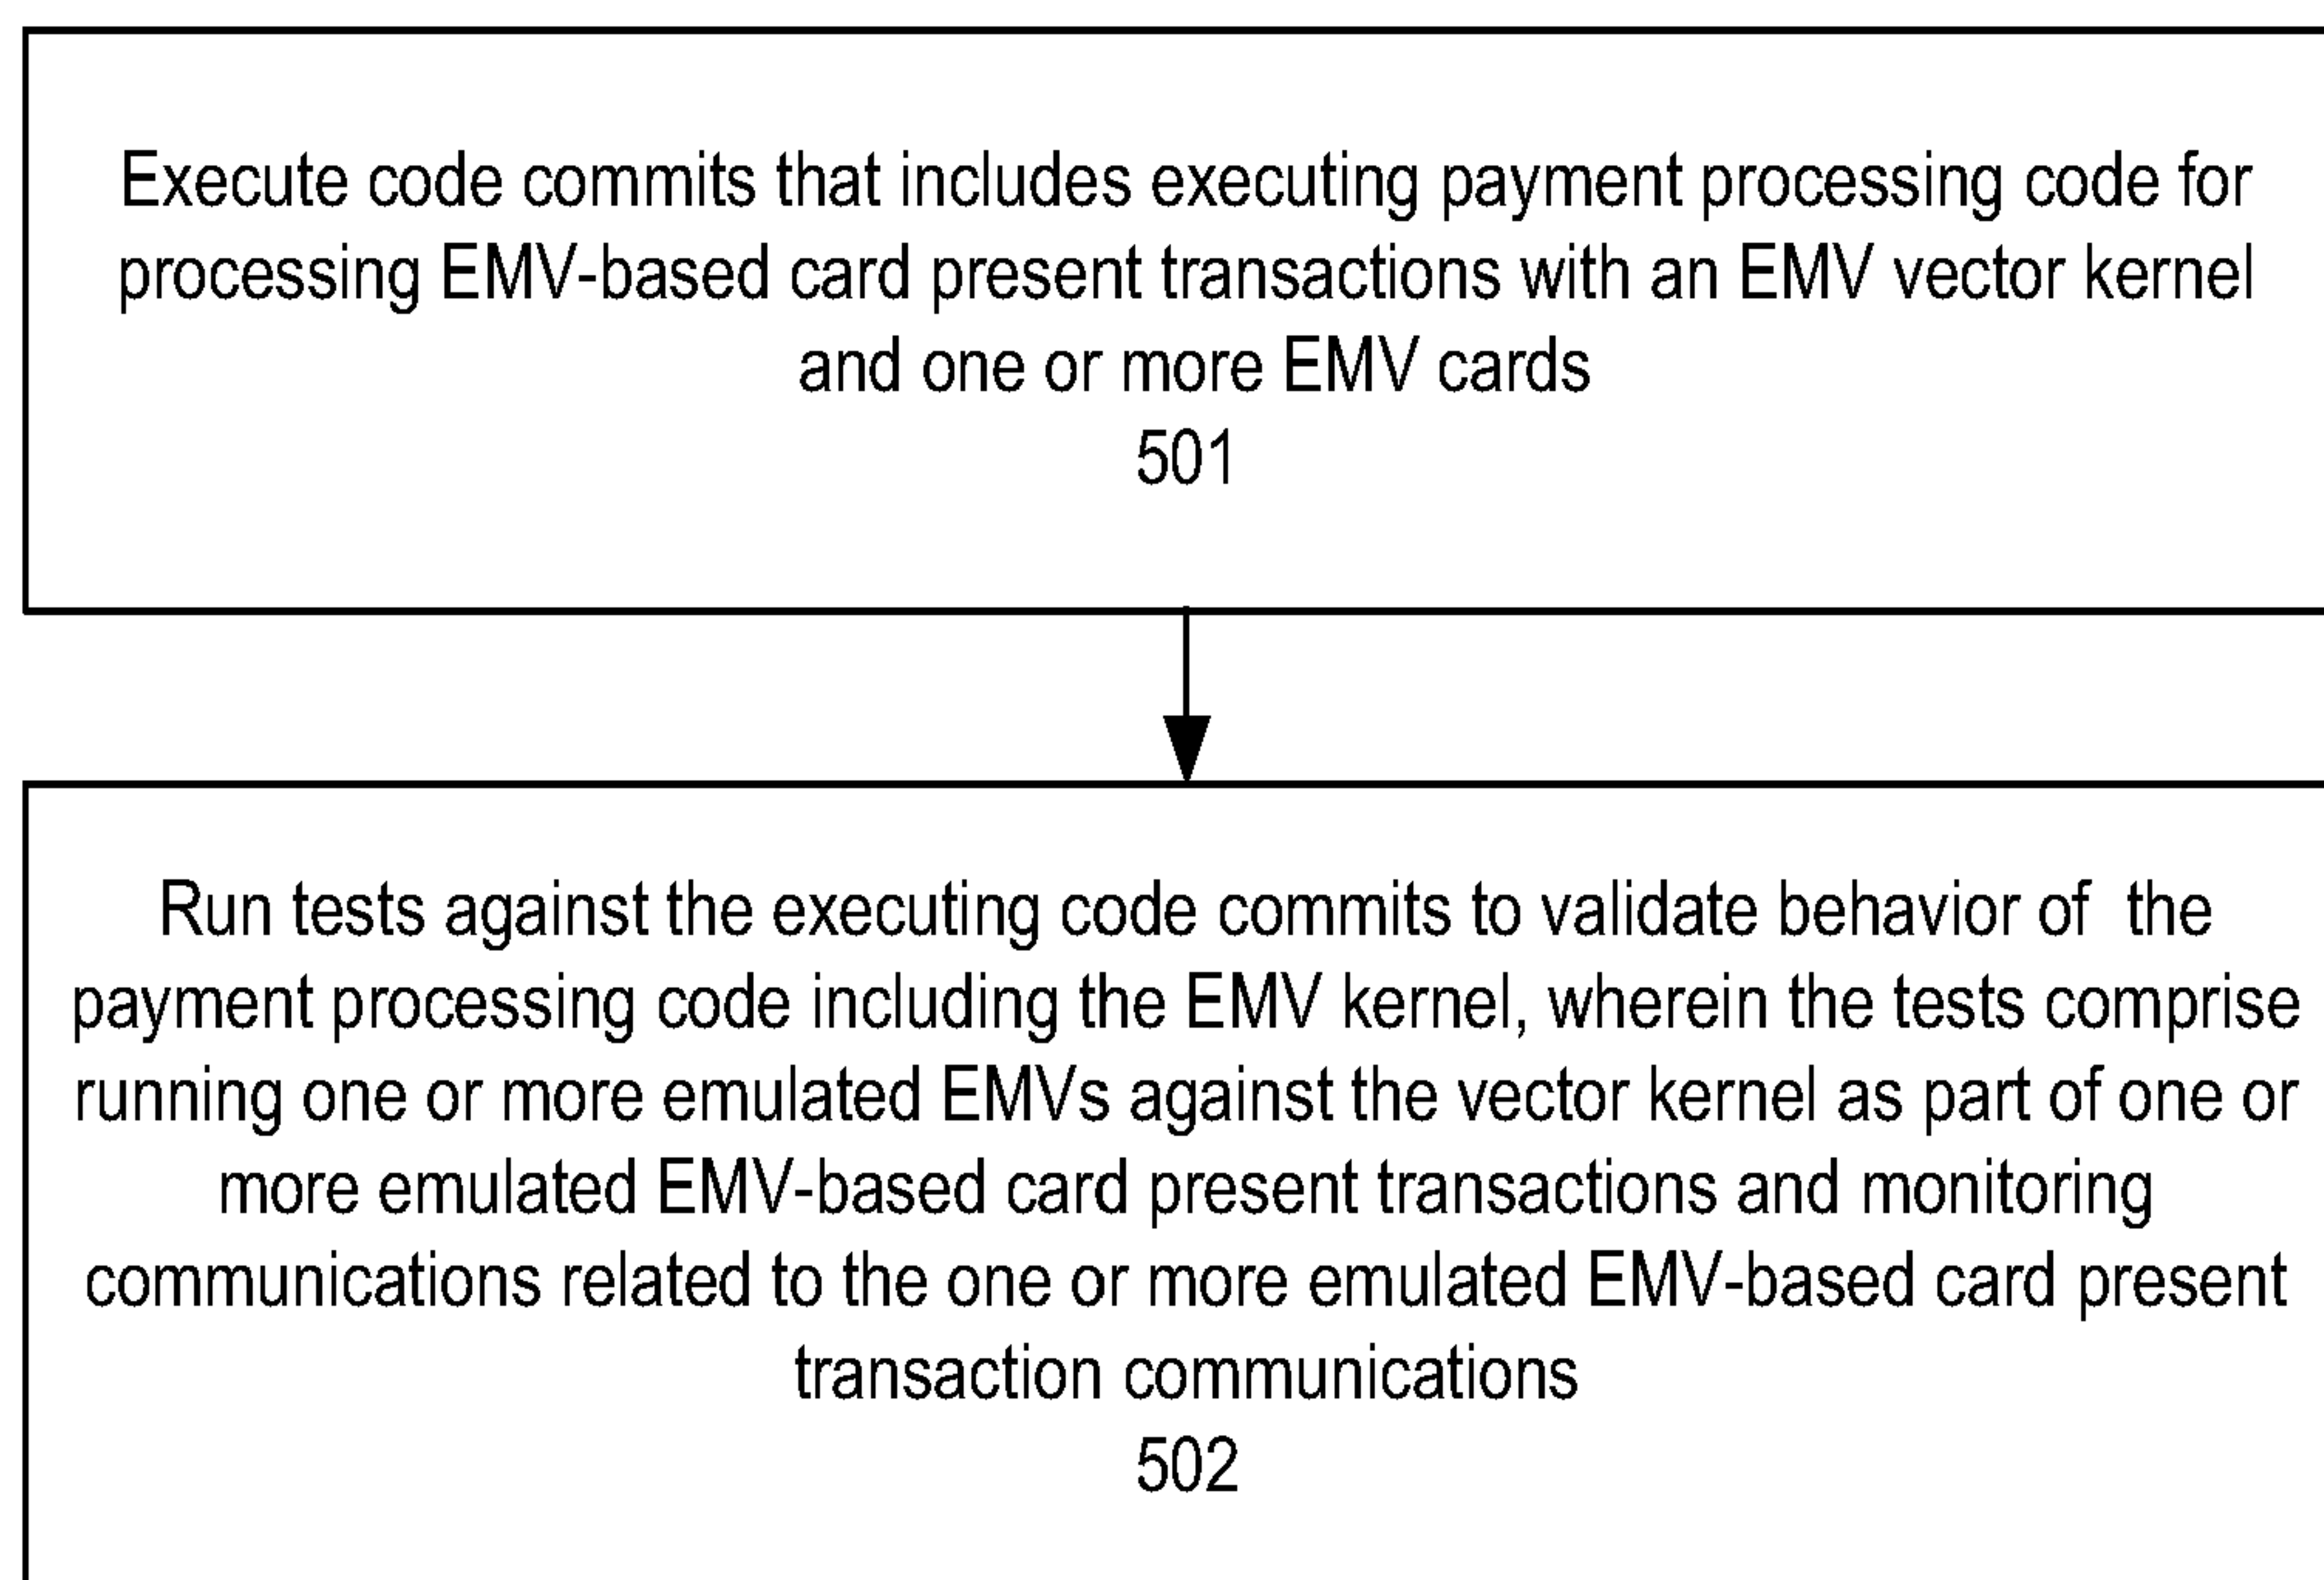 Execute code commits that includes executing payment processing code for
processing EMV-based card present transactions with an EMV vector kernel
and one or more EMV cards
501
Run tests against the executing code commits to validate behavior of the
payment processing code including the EMV kernel, wherein the tests comprise
running one or more emulated EMVs against the vector kernel as part of one or
more emulated EMV-based card present transactions and monitoring
communications related to the one or more emulated EMV-based card present
transaction communications
502